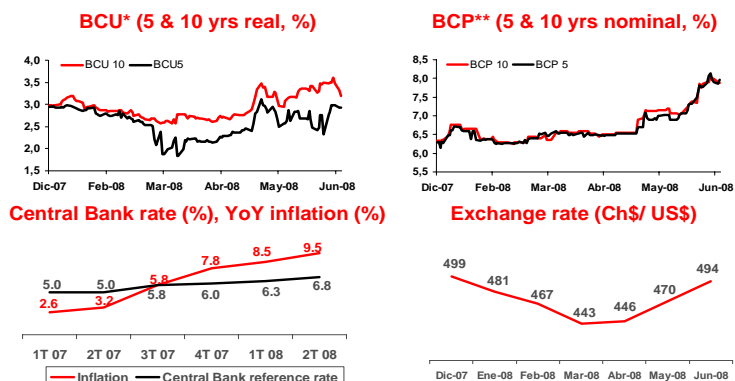 BCU* (5 & 10 yrs real, %)
BCU 10 BCU5
4,0
3,5
3,0
2,5
2,0
1,5
Dic-07 Feb-08 Mar-08 Abr-08 May-08 Jun-08
BCP** (5 & 10 yrs nominal, %)
BCP 10 BCP 5
8,5
8,0
7,5
7,0
6,5
6,0
5,5
Dic-07 Feb-08 Mar-08 Abr-08 May-08 Jun-08
Central Bank rate (%), YoY inflation (%)
2.6 3.2 5.8 7.8 8.5 9.5
5.0 5.0 5.8 6.0 6.3 6.8
1T 07 2T 07 3T 07 4T 07 1T 08 2T 08
Inflation Central Bank reference rate
Exchange rate (Ch$/ US$)
499 481 467 443 446 470 494
Dic-07 Ene-08 Feb-08 Mar-08 Abr-08 May-08 Jun-08